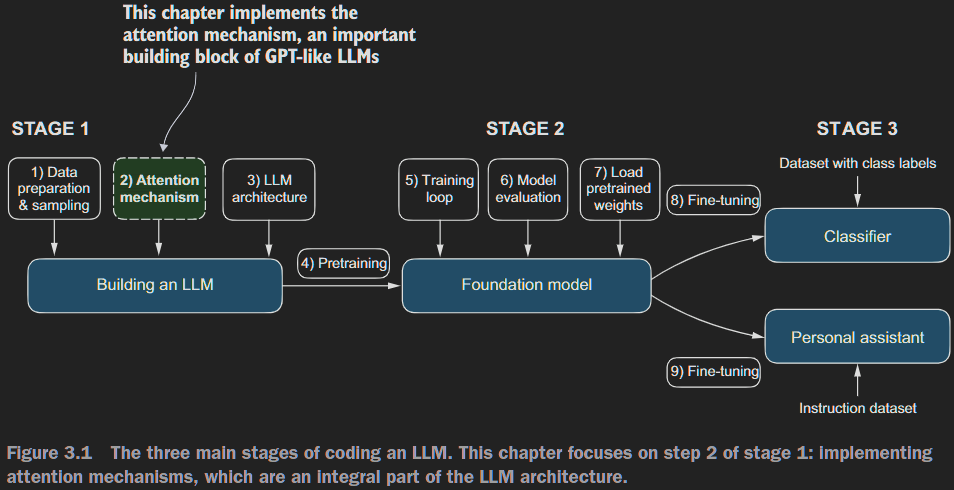 This chapter implements the
attention mechanism, an important
building block of GPT-like LLMs
STAGE 1
STAGE 2
STAGE 3
1) Data
preparation
& sampling
2) Attention
mechanism
3) LLM
architecture
5) Training
loop
6) Model
evaluation
7) Load
pretrained
weights
8) Fine-tuning
Dataset with class labels
Classifier
4) Pretraining
Building an LLM
Foundation model
Personal assistant
9) Fine-tuning
Instruction dataset
Figure 3.1 The three main stages of coding an LLM. This chapter focuses on step 2 of stage 1: implementing
attention mechanisms, which are an integral part of the LLM architecture.